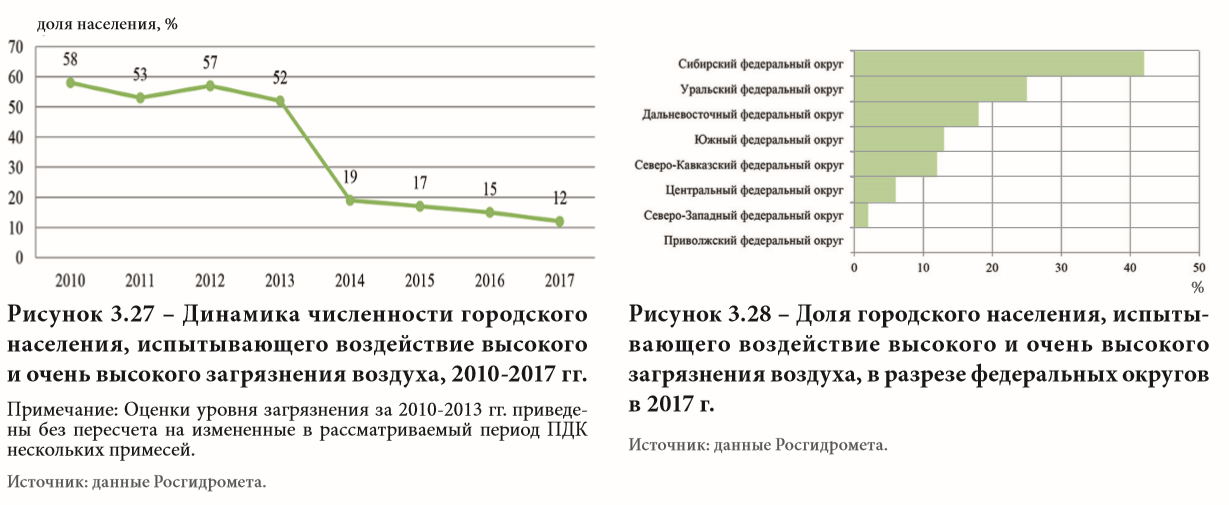 доля населения, %
70
60
50
40
30
20
10
0
58
53
57
52
19
17
15
12
2010 2011 2012 2013 2014 2015 2016 2017
Рисунок 3.27 – Динамика численности городского
населения, испытывающего воздействие высокого
и очень высокого загрязнения воздуха, 2010-2017 гг.
Примечание: Оценки уровня загрязнения за 2010-2013 гг. приведе-
ны без пересчета на измененные в рассматриваемый период ПДК
нескольких примесей.
Источник: данные Росгидромета.
Сибирский федеральный округ
Уральский федеральный округ
Дальневосточный федеральный округ
Южный федеральный округ
Северо-Кавказский федеральный округ
Центральный федеральный округ
Северо-Западный федеральный округ
Приволжский федеральный округ
0 10 20 30 40 50
%
Рисунок 3.28 – Доля городского населения, испыты-
вающего воздействие высокого и очень высокого
загрязнения воздуха, в разрезе федеральных округов
в 2017 г.
Источник: данные Росгидромета.